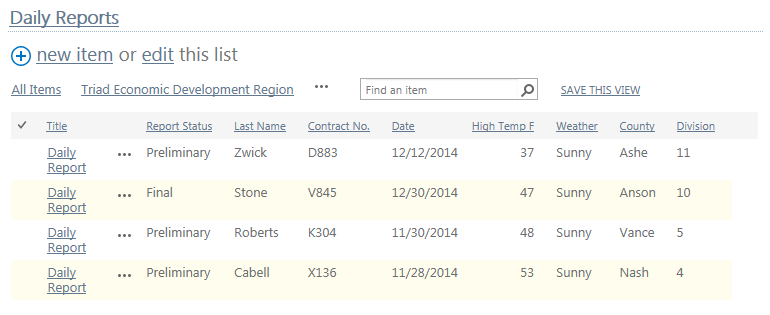 Daily Reports
new item or edit this list
All Items Triad Economic Development Region ••• Find an item SAVE THIS VIEW
Title Report Status Last Name Contract No. Date High Temp F Weather County Division
Daily Report ••• Preliminary Zwick D883 12/12/2014 37 Sunny Ashe 11
Daily Report ••• Final Stone V845 12/30/2014 47 Sunny Anson 10
Daily Report ••• Preliminary Roberts K304 11/30/2014 48 Sunny Vance 5
Daily Report ••• Preliminary Cabell X136 11/28/2014 53 Sunny Nash 4